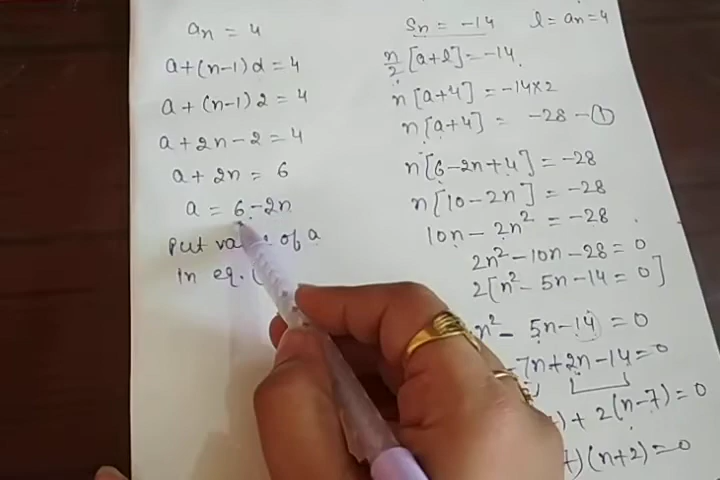 an = 4
a+(n-1)d = 4
a+(n-1)2 = 4
a+2n-2=4
a+2n = 6
a = 6-2n
Put of a
in eq.
Sn = -14 l = an = 4
n/2 [a+l] = -14
n[a+4] = -14×2
n[a+4] = -28 -①
n[6-2n+4] = -28
n[10-2n] = -28
10n - 2n² = -28
2n²-10n-28 = 0
2[n²-5n-14 = 0]
n²-5n-14 = 0
-7n+2n-14=0
) + 2(n-7) = 0
)(n+2) = 0